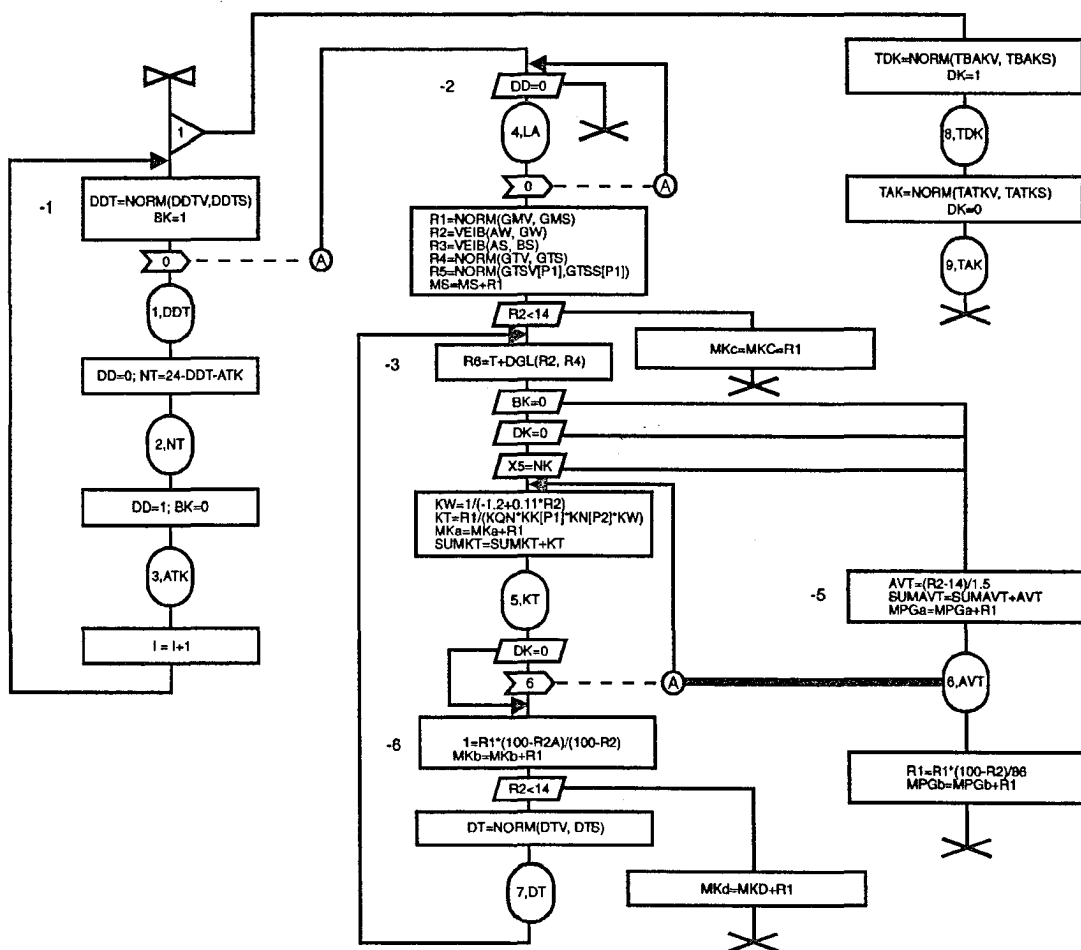 1
-1
DDT=NORM(DDTV,DDTS)
BK=1
0
A
1,DDT
DD=0; NT=24-DDT-ATK
2,NT
DD=1; BK=0
3,ATK
I = I+1
-2
DD=0
4,LA
0
A
R1=NORM(GMV, GMS)
R2=VEIB(AW, GW)
R3=VEIB(AS, BS)
R4=NORM(GTV, GTS)
R5=NORM(GTSV[P1],GTSS[P1])
MS=MS+R1
R2<14
MKc=MKC=R1
-3
R6=T+DGL(R2, R4)
BK=0
DK=0
X5=NK
KW=1/(-1.2+0.11*R2)
KT=R1/(KQN*KK[P1]*KN[P2]*KW)
MKa=MKa+R1
SUMKT=SUMKT+KT
5,KT
DK=0
6
A
-6
1=R1*(100-R2A)/(100-R2)
MKb=MKb+R1
R2<14
DT=NORM(DTV, DTS)
7,DT
MKd=MKD+R1
TDK=NORM(TBAKV, TBAKS)
DK=1
8,TDK
TAK=NORM(TATKV, TATKS)
DK=0
9,TAK
-5
AVT=(R2-14)/1.5
SUMAVT=SUMAVT+AVT
MPGa=MPGa+R1
6,AVT
R1=R1*(100-R2)/86
MPGb=MPGb+R1